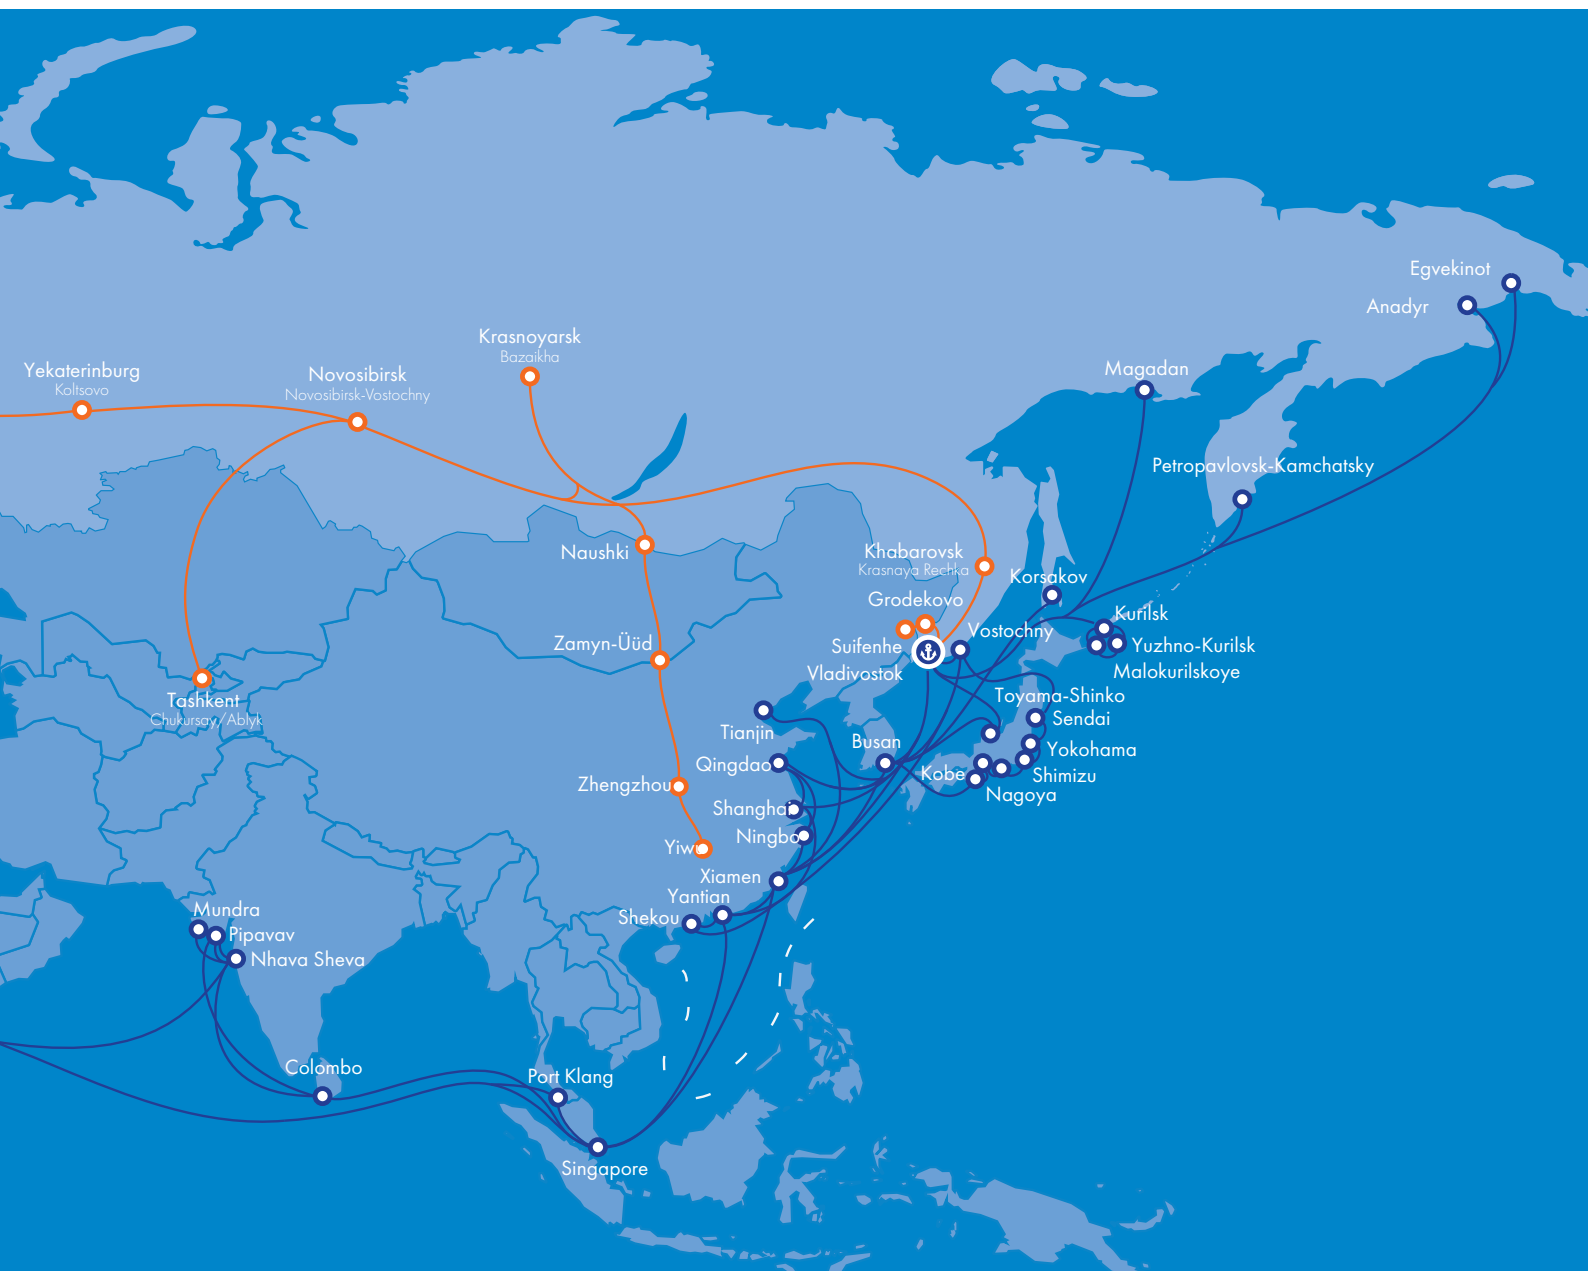 Egvekinot
Anadyr
Krasnoyarsk
Bazaikha
Magadan
Yekaterinburg
Koltsovo
Novosibirsk
Novosibirsk-Vostochny
Petropavlovsk-Kamchatsky
Naushki
Khabarovsk
Krasnaya Rechka
Korsakov
Grodekovo
Kurilsk
Vostochny
Zamyn-Üüd
Suifenhe
Yuzhno-Kurilsk
Vladivostok
Malokurilskoye
Tashkent
Chukursay/Ablyk
Toyama-Shinko
Sendai
Tianjin
Busan
Yokohama
Qingdao
Kobe
Shimizu
Zhengzhou
Nagoya
Shanghai
Ningbo
Yiwu
Xiamen
Yantian
Mundra
Shekou
Pipavav
Nhava Sheva
Colombo
Port Klang
Singapore